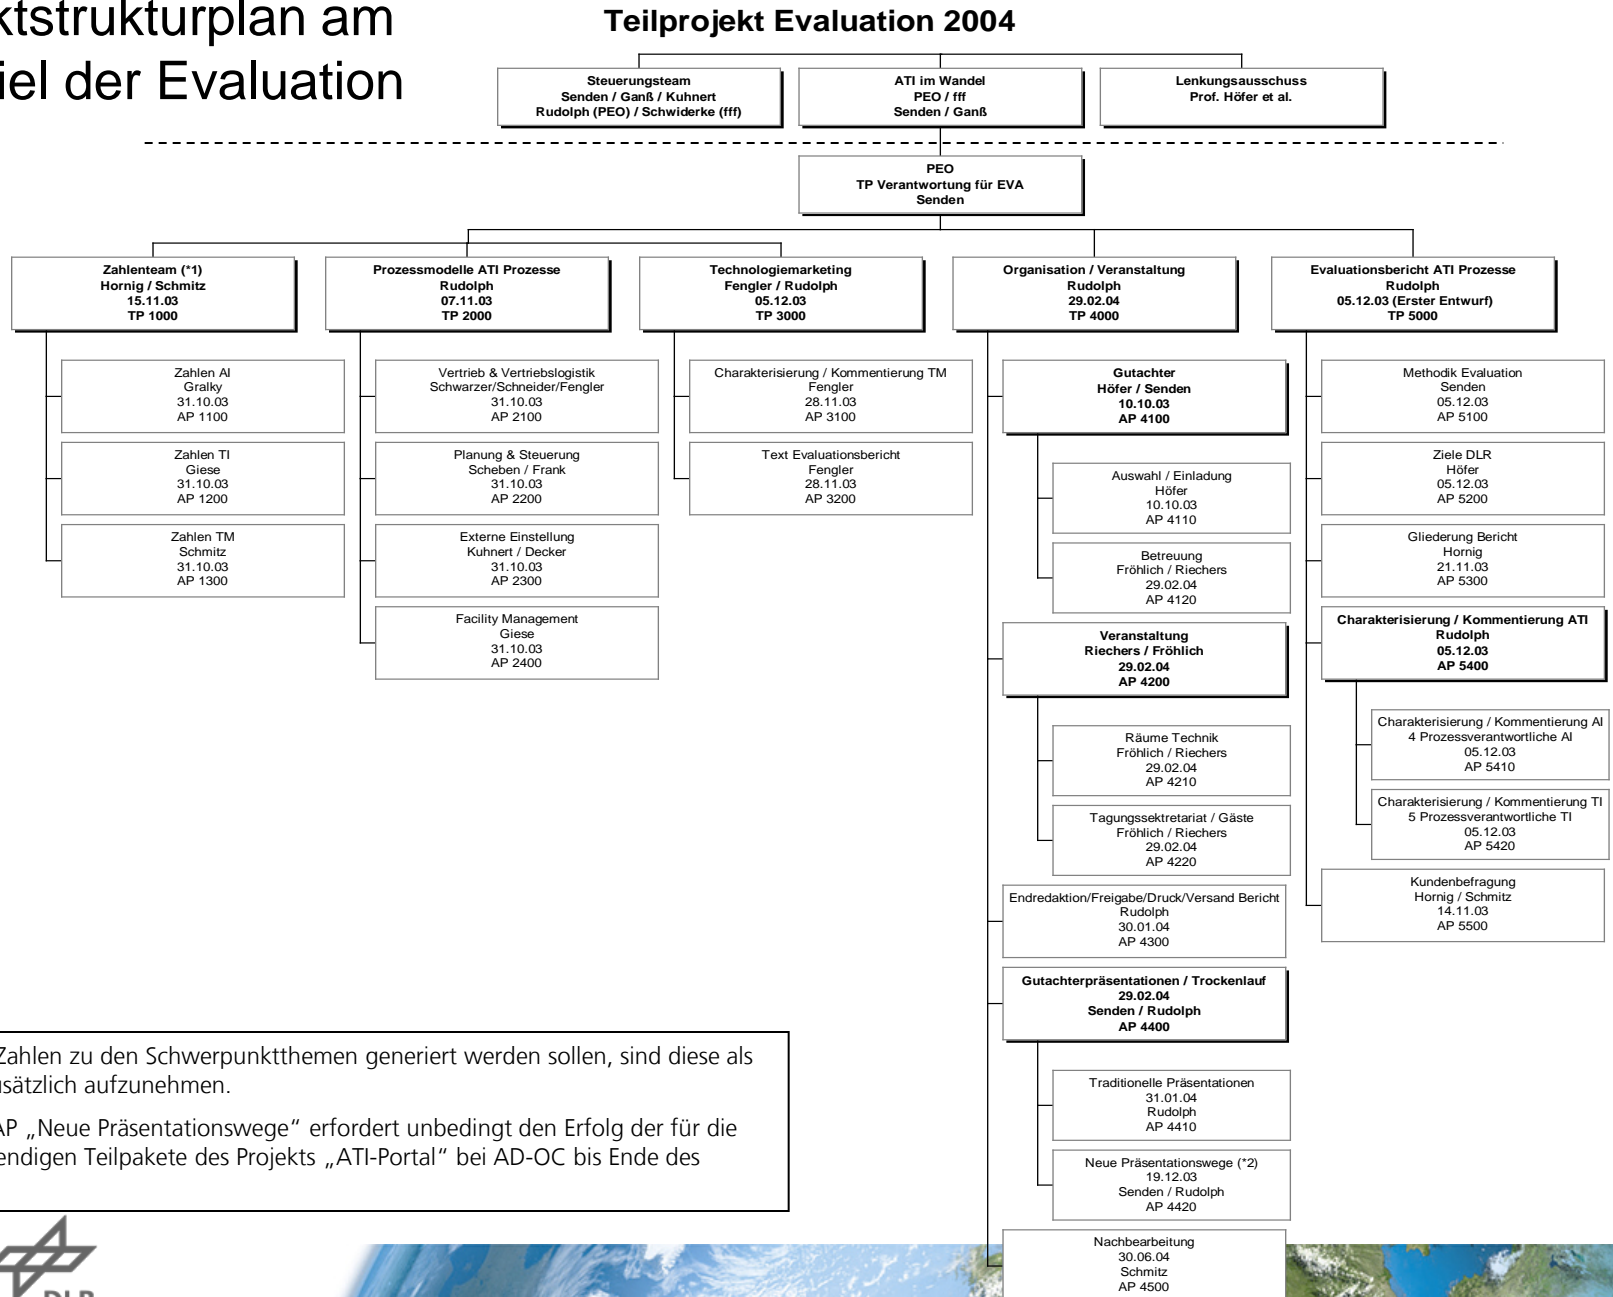 ktstrukturplan am
iel der Evaluation
Teilprojekt Evaluation 2004
Steuerungsteam
Senden / Ganß / Kuhnert
Rudolph (PEO) / Schwiderke (fff)
ATI im Wandel
PEO / fff
Senden / Ganß
Lenkungsausschuss
Prof. Höfer et al.
PEO
TP Verantwortung für EVA
Senden
Zahlenteam (*1)
Hornig / Schmitz
15.11.03
TP 1000
Zahlen AI
Gralky
31.10.03
AP 1100
Zahlen TI
Giese
31.10.03
AP 1200
Zahlen TM
Schmitz
31.10.03
AP 1300
Prozessmodelle ATI Prozesse
Rudolph
07.11.03
TP 2000
Vertrieb & Vertriebslogistik
Schwarzer/Schneider/Fengler
31.10.03
AP 2100
Planung & Steuerung
Scheben / Frank
31.10.03
AP 2200
Externe Einstellung
Kuhnert / Decker
31.10.03
AP 2300
Facility Management
Giese
31.10.03
AP 2400
Technologiemarketing
Fengler / Rudolph
05.12.03
TP 3000
Charakterisierung / Kommentierung TM
Fengler
28.11.03
AP 3100
Text Evaluationsbericht
Fengler
28.11.03
AP 3200
Organisation / Veranstaltung
Rudolph
29.02.04
TP 4000
Gutachter
Höfer / Senden
10.10.03
AP 4100
Auswahl / Einladung
Höfer
10.10.03
AP 4110
Betreuung
Fröhlich / Riechers
29.02.04
AP 4120
Veranstaltung
Riechers / Fröhlich
29.02.04
AP 4200
Räume Technik
Fröhlich / Riechers
29.02.04
AP 4210
Tagungssekretariat / Gäste
Fröhlich / Riechers
29.02.04
AP 4220
Endredaktion/Freigabe/Druck/Versand Bericht
Rudolph
30.01.04
AP 4300
Gutachterpräsentationen / Trockenlauf
29.02.04
Senden / Rudolph
AP 4400
Traditionelle Präsentationen
31.01.04
Rudolph
AP 4410
Neue Präsentationswege (*2)
19.12.03
Senden / Rudolph
AP 4420
Nachbearbeitung
30.06.04
Schmitz
AP 4500
Evaluationsbericht ATI Prozesse
Rudolph
05.12.03 (Erster Entwurf)
TP 5000
Methodik Evaluation
Senden
05.12.03
AP 5100
Ziele DLR
Höfer
05.12.03
AP 5200
Gliederung Bericht
Hornig
21.11.03
AP 5300
Charakterisierung / Kommentierung ATI
Rudolph
05.12.03
AP 5400
Charakterisierung / Kommentierung AI
4 Prozessverantwortliche AI
05.12.03
AP 5410
Charakterisierung / Kommentierung TI
5 Prozessverantwortliche TI
05.12.03
AP 5420
Kundenbefragung
Hornig / Schmitz
14.11.03
AP 5500
Zahlen zu den Schwerpunktthemen generiert werden sollen, sind diese als
usätzlich aufzunehmen.
AP „Neue Präsentationswege“ erfordert unbedingt den Erfolg der für die
endigen Teilpakete des Projekts „ATI-Portal“ bei AD-OC bis Ende des
DLR